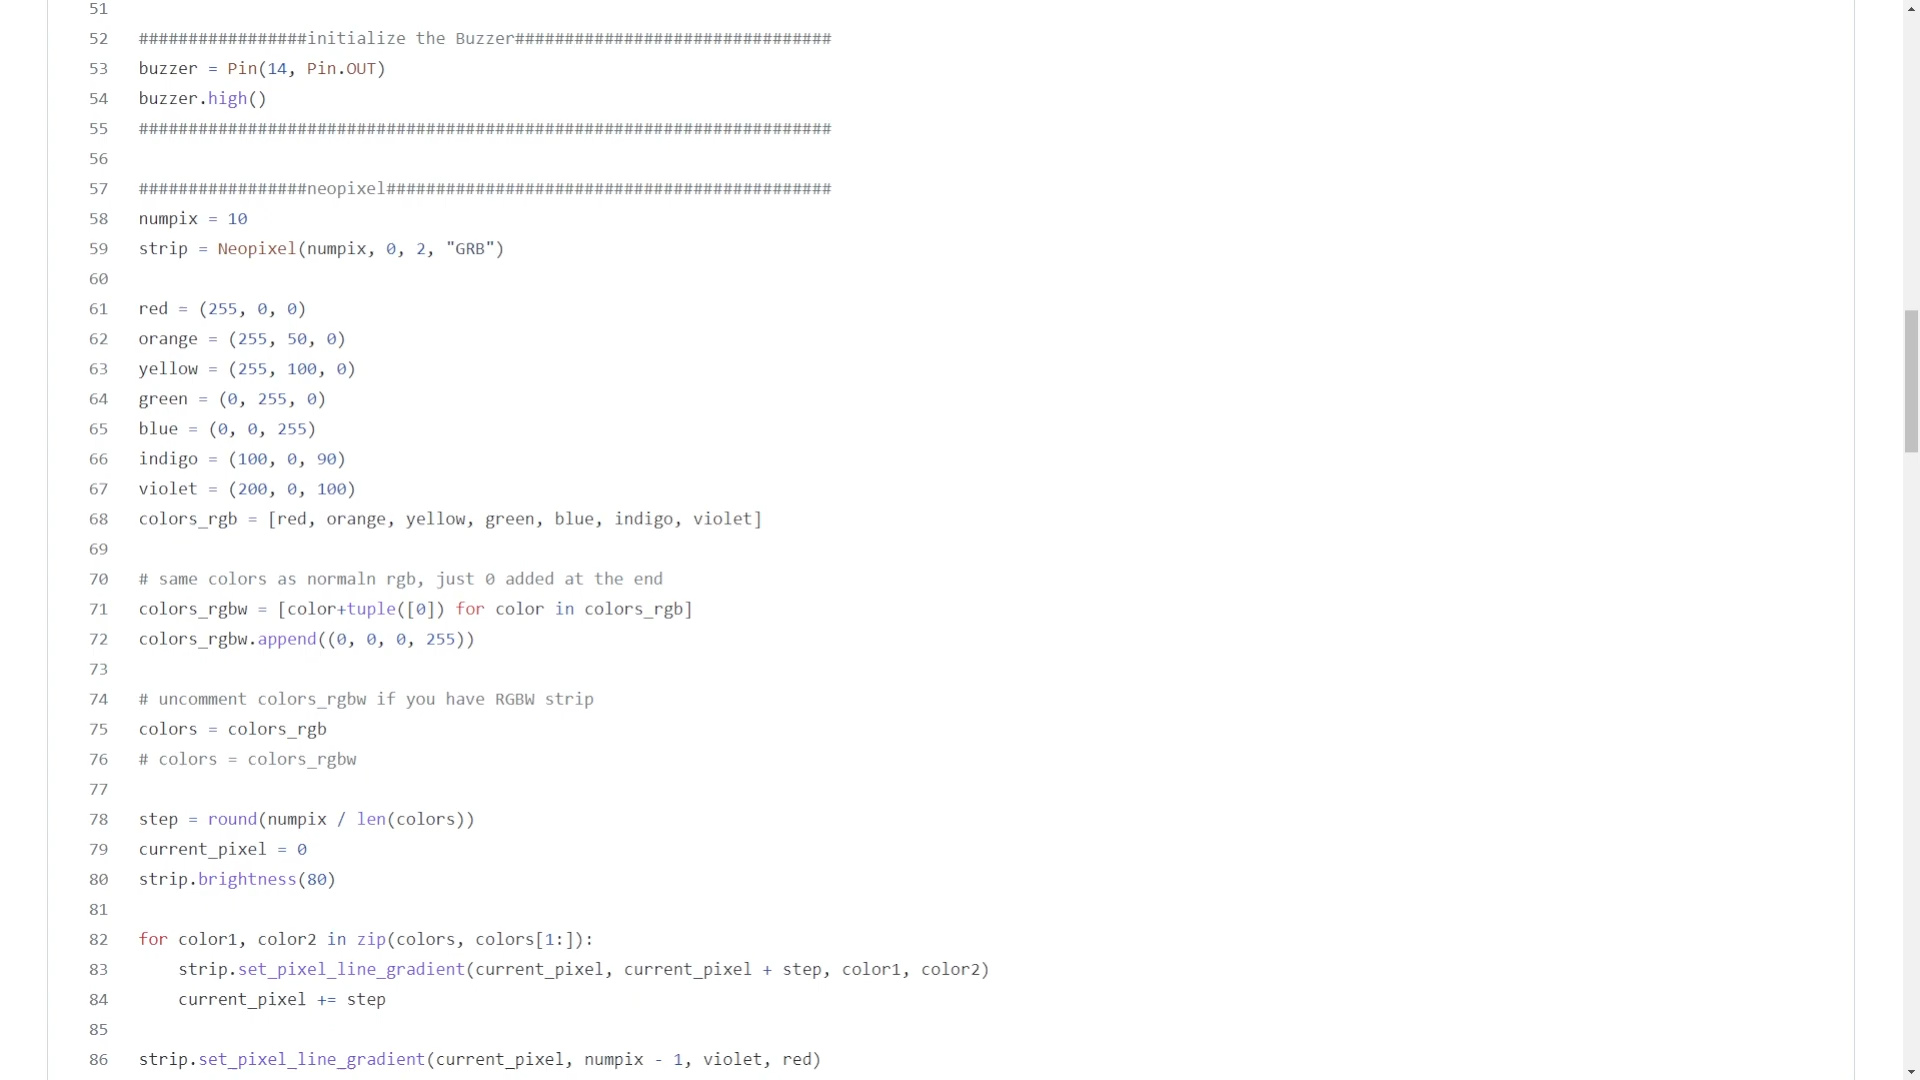 51
52 #################initialize the Buzzer################################
53 buzzer = Pin(14, Pin.OUT)
54 buzzer.high()
55 ######################################################################
56
57 #################neopixel#############################################
58 numpix = 10
59 strip = Neopixel(numpix, 0, 2, "GRB")
60
61 red = (255, 0, 0)
62 orange = (255, 50, 0)
63 yellow = (255, 100, 0)
64 green = (0, 255, 0)
65 blue = (0, 0, 255)
66 indigo = (100, 0, 90)
67 violet = (200, 0, 100)
68 colors_rgb = [red, orange, yellow, green, blue, indigo, violet]
69
70 # same colors as normaln rgb, just 0 added at the end
71 colors_rgbw = [color+tuple([0]) for color in colors_rgb]
72 colors_rgbw.append((0, 0, 0, 255))
73
74 # uncomment colors_rgbw if you have RGBW strip
75 colors = colors_rgb
76 # colors = colors_rgbw
77
78 step = round(numpix / len(colors))
79 current_pixel = 0
80 strip.brightness(80)
81
82 for color1, color2 in zip(colors, colors[1:]):
83     strip.set_pixel_line_gradient(current_pixel, current_pixel + step, color1, color2)
84     current_pixel += step
85
86 strip.set_pixel_line_gradient(current_pixel, numpix - 1, violet, red)